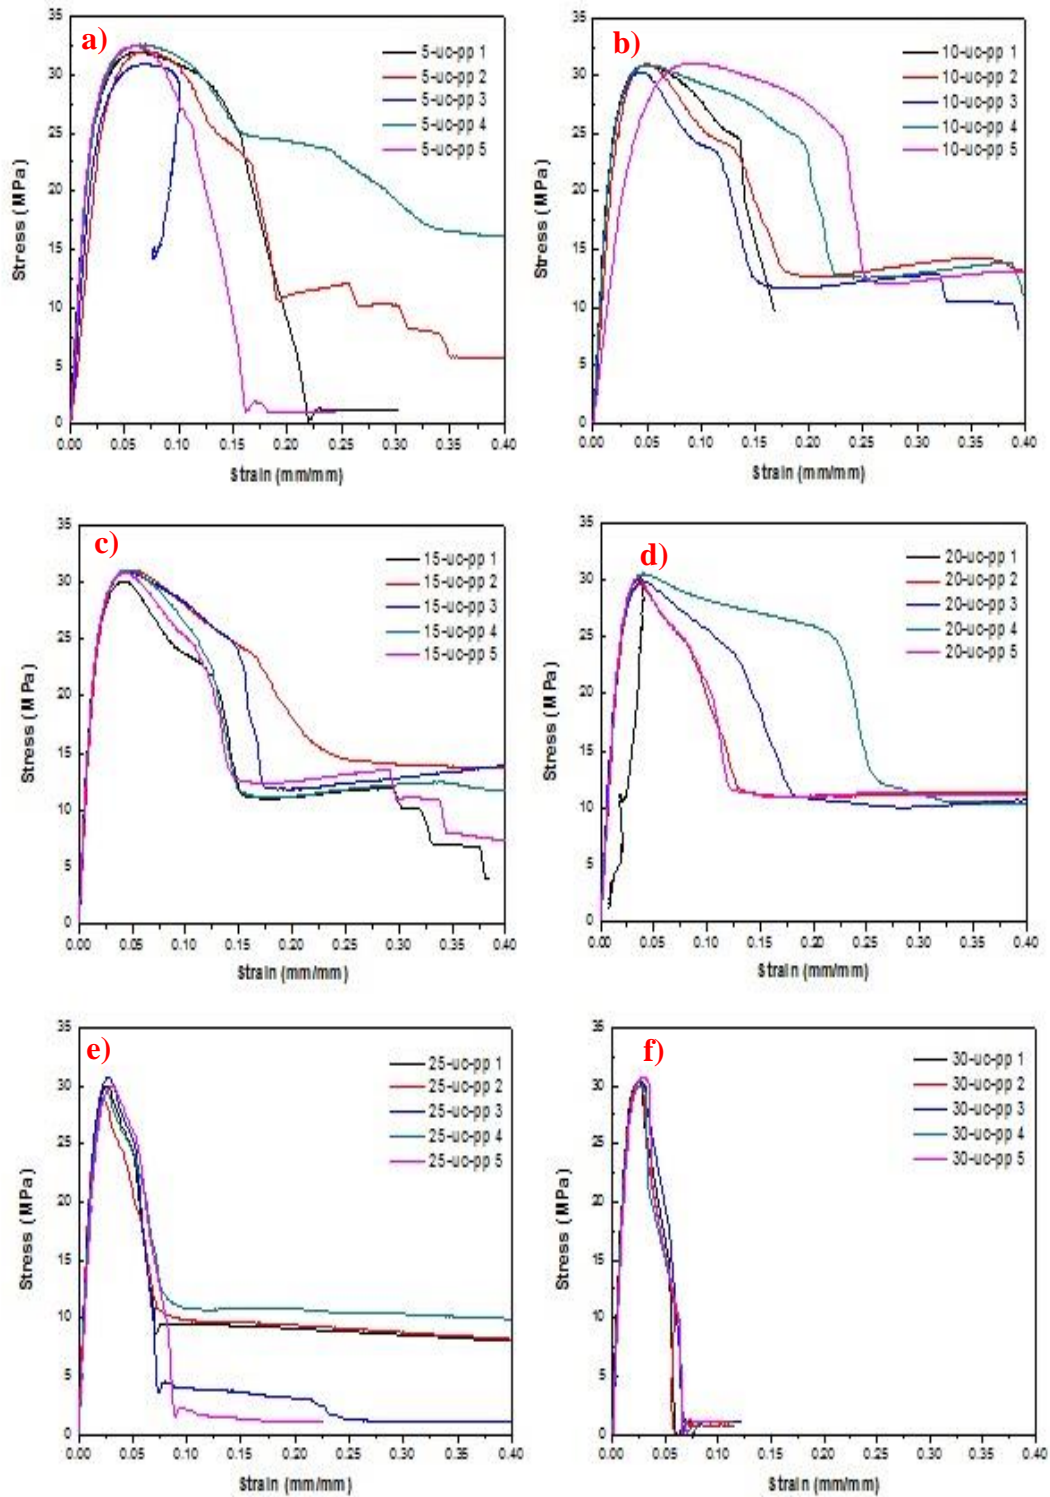 a)
5-uc-pp 1
5-uc-pp 2
5-uc-pp 3
5-uc-pp 4
5-uc-pp 5
35
30
25
20
15
10
5
0
Stress (MPa)
0.00 0.05 0.10 0.15 0.20 0.25 0.30 0.35 0.40
Strain (mm/mm)
b)
10-uc-pp 1
10-uc-pp 2
10-uc-pp 3
10-uc-pp 4
10-uc-pp 5
35
30
25
20
15
10
5
0
Stress (MPa)
0.00 0.05 0.10 0.15 0.20 0.25 0.30 0.35 0.40
Strain (mm/mm)
c)
15-uc-pp 1
15-uc-pp 2
15-uc-pp 3
15-uc-pp 4
15-uc-pp 5
35
30
25
20
15
10
5
0
Stress (MPa)
0.00 0.05 0.10 0.15 0.20 0.25 0.30 0.35 0.40
Strain (mm/mm)
d)
20-uc-pp 1
20-uc-pp 2
20-uc-pp 3
20-uc-pp 4
20-uc-pp 5
35
30
25
20
15
10
5
0
Stress (MPa)
0.00 0.05 0.10 0.15 0.20 0.25 0.30 0.35 0.40
Strain (mm/mm)
e)
25-uc-pp 1
25-uc-pp 2
25-uc-pp 3
25-uc-pp 4
25-uc-pp 5
35
30
25
20
15
10
5
0
Stress (MPa)
0.00 0.05 0.10 0.15 0.20 0.25 0.30 0.35 0.40
Strain (mm/mm)
f)
30-uc-pp 1
30-uc-pp 2
30-uc-pp 3
30-uc-pp 4
30-uc-pp 5
35
30
25
20
15
10
5
0
Stress (MPa)
0.00 0.05 0.10 0.15 0.20 0.25 0.30 0.35 0.40
Strain (mm/mm)